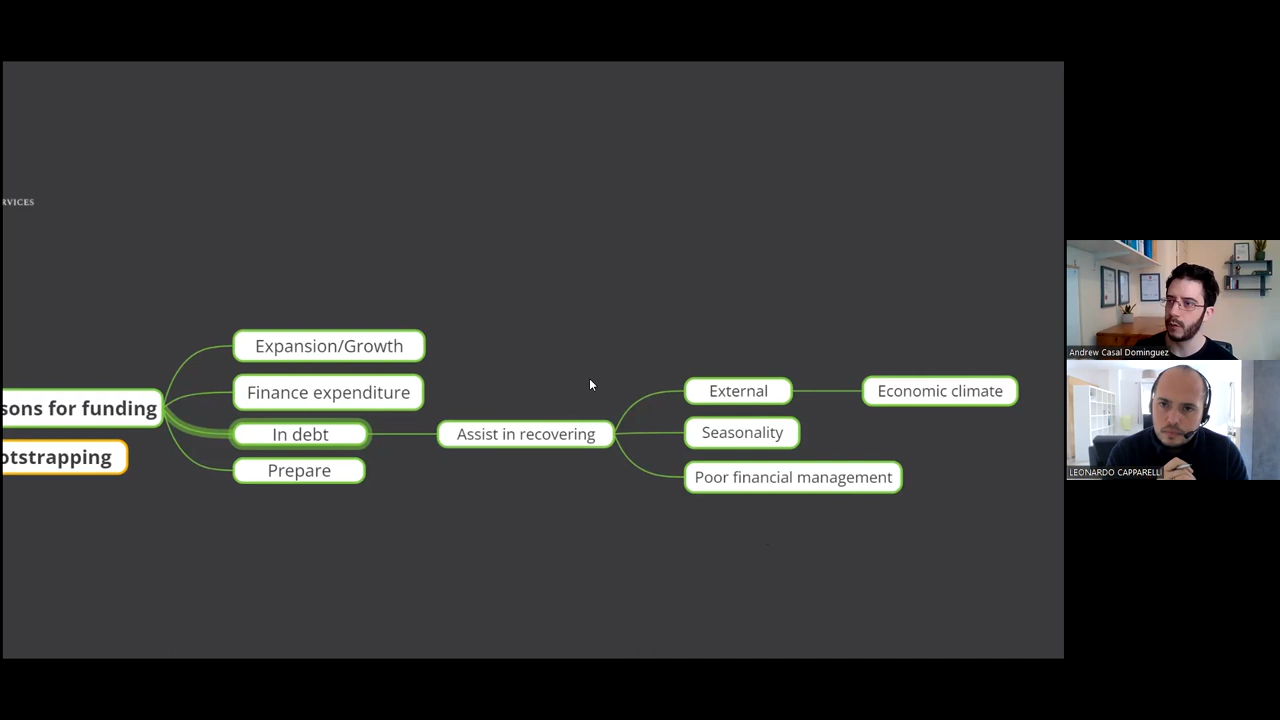 RVICES
Expansion/Growth
Finance expenditure
sons for funding
In debt
Prepare
otstrapping
Assist in recovering
External
Economic climate
Seasonality
Poor financial management
Andrew Casal Dominguez
LEONARDO CAPPARELLI